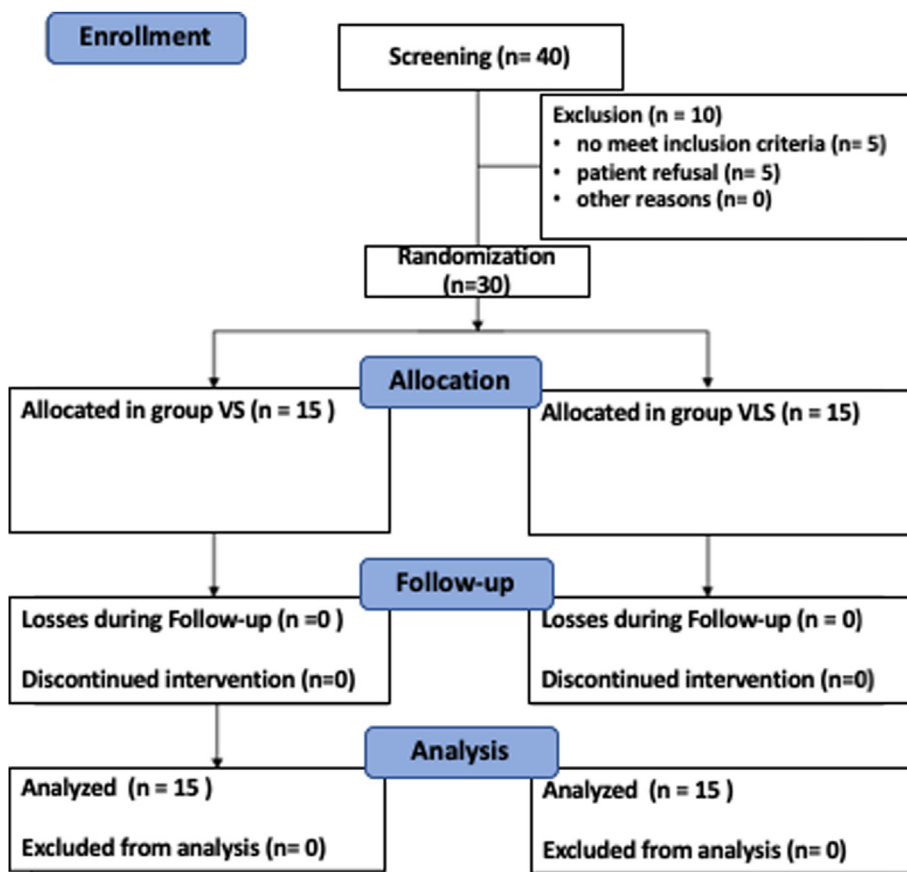 Enrollment
Screening (n= 40)
Exclusion (n = 10)
• no meet inclusion criteria (n= 5)
• patient refusal (n= 5)
• other reasons (n= 0)
Randomization
(n=30)
Allocation
Allocated in group VS (n = 15 )
Allocated in group VLS (n = 15)
Follow-up
Losses during Follow-up (n =0 )
Discontinued intervention (n=0)
Losses during Follow-up (n = 0)
Discontinued intervention (n=0)
Analysis
Analyzed (n = 15 )
Excluded from analysis (n= 0)
Analyzed (n = 15 )
Excluded from analysis (n= 0)